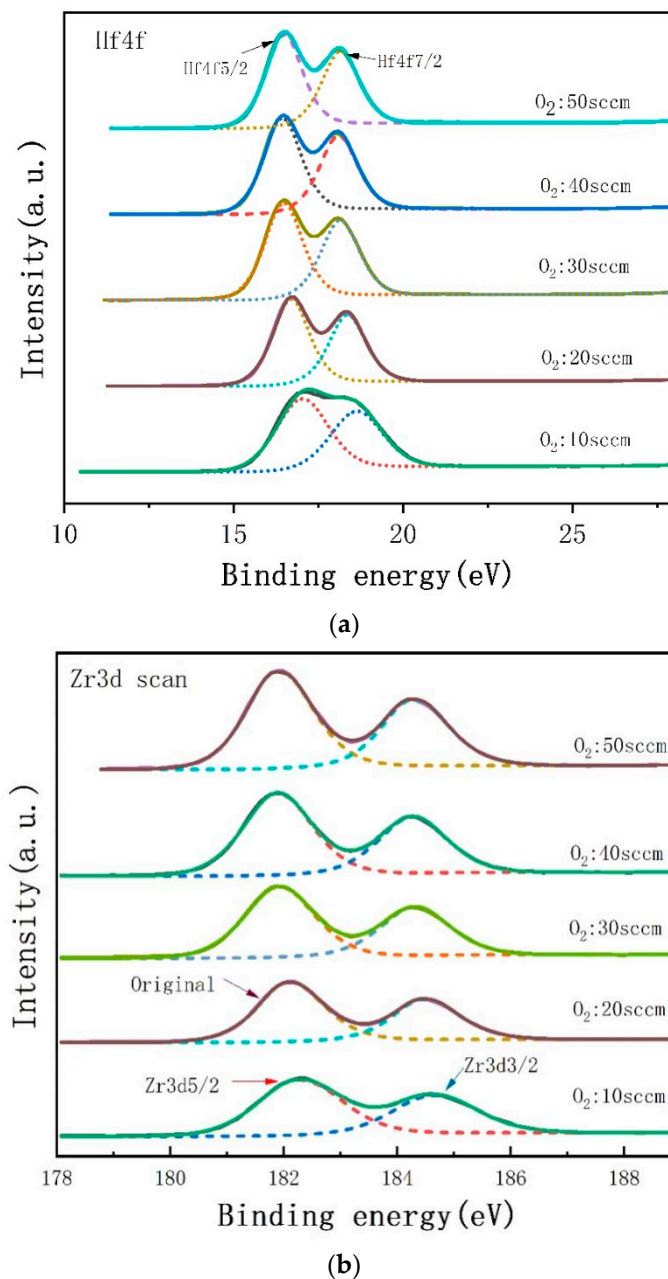 Hf4f
Hf4f5/2
Hf4f7/2
O2:50sccm
O2:40sccm
O2:30sccm
O2:20sccm
O2:10sccm
Intensity(a.u.)
10 15 20 25
Binding energy(eV)
(a)
Zr3d scan
O2:50sccm
O2:40sccm
O2:30sccm
Original
O2:20sccm
Zr3d5/2
Zr3d3/2
O2:10sccm
Intensity(a.u.)
178 180 182 184 186 188
Binding energy(eV)
(b)